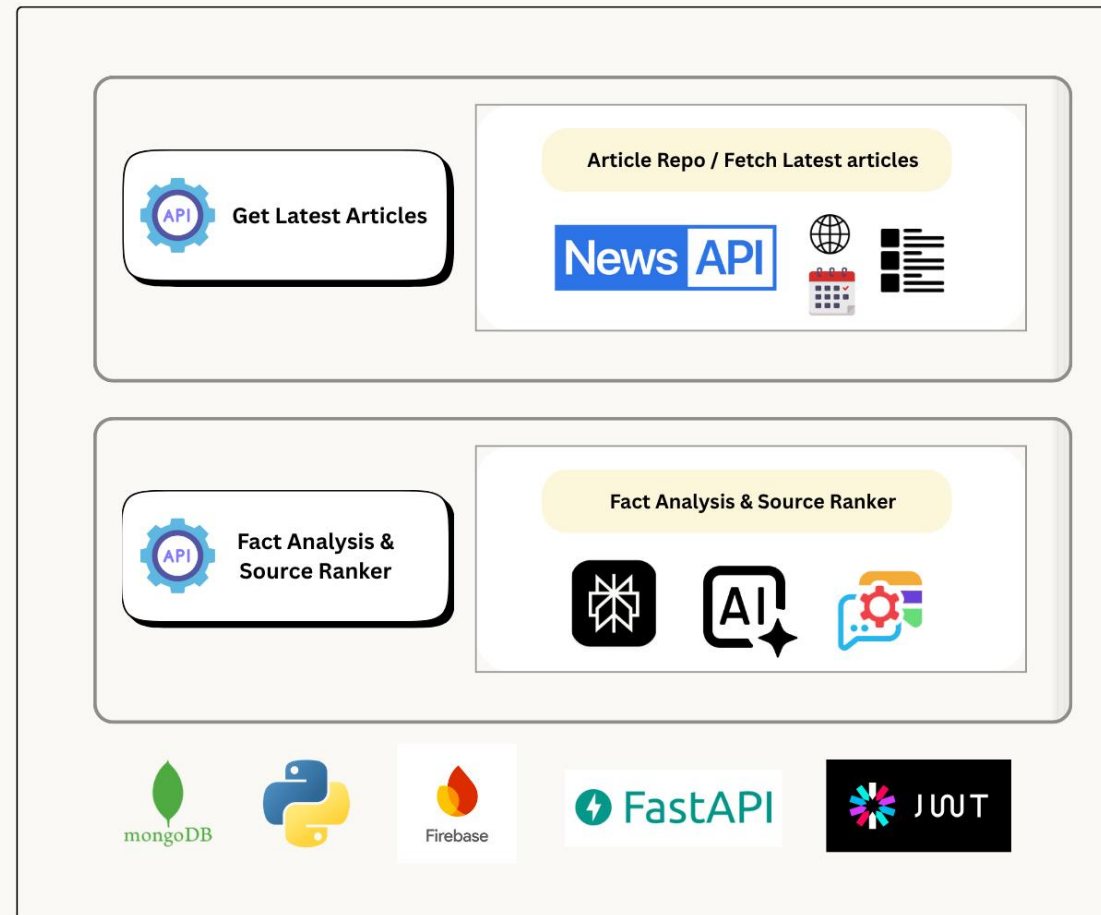 API
Get Latest Articles
Article Repo / Fetch Latest articles
News API
API
Fact Analysis &
Source Ranker
Fact Analysis & Source Ranker
AI
mongoDB
Firebase
FastAPI
JWT